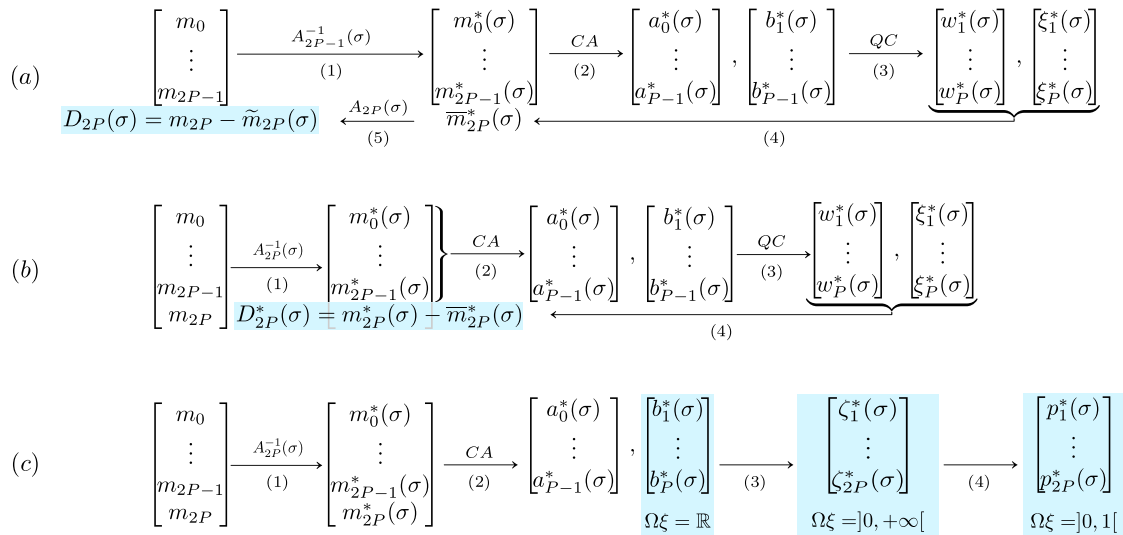 (a) [m_0 ⋮ m_{2P−1}] —A^{−1}_{2P−1}(σ) (1)→ [m^*_0(σ) ⋮ m^*_{2P−1}(σ)] —CA (2)→ [a^*_0(σ) ⋮ a^*_{P−1}(σ)] , [b^*_1(σ) ⋮ b^*_{P−1}(σ)] —QC (3)→ [w^*_1(σ) ⋮ w^*_P(σ)] , [ξ^*_1(σ) ⋮ ξ^*_P(σ)]
D_{2P}(σ) = m_{2P} − m̃_{2P}(σ) ←A_{2P}(σ) (5)— m̅^*_{2P}(σ) ←(4)—
(b) [m_0 ⋮ m_{2P−1} m_{2P}] —A^{−1}_{2P}(σ) (1)→ [m^*_0(σ) ⋮ m^*_{2P−1}(σ)} —CA (2)→ [a^*_0(σ) ⋮ a^*_{P−1}(σ)] , [b^*_1(σ) ⋮ b^*_{P−1}(σ)] —QC (3)→ [w^*_1(σ) ⋮ w^*_P(σ)] , [ξ^*_1(σ) ⋮ ξ^*_P(σ)]
D^*_{2P}(σ) = m^*_{2P}(σ) − m̅^*_{2P}(σ) ←(4)—
(c) [m_0 ⋮ m_{2P−1} m_{2P}] —A^{−1}_{2P}(σ) (1)→ [m^*_0(σ) ⋮ m^*_{2P−1}(σ) m^*_{2P}(σ)] —CA (2)→ [a^*_0(σ) ⋮ a^*_{P−1}(σ)] , [b^*_1(σ) ⋮ b^*_P(σ)] —(3)→ [ζ^*_1(σ) ⋮ ζ^*_{2P}(σ)] —(4)→ [p^*_1(σ) ⋮ p^*_{2P}(σ)]
Ωξ = ℝ Ωξ =]0, +∞[ Ωξ =]0, 1[